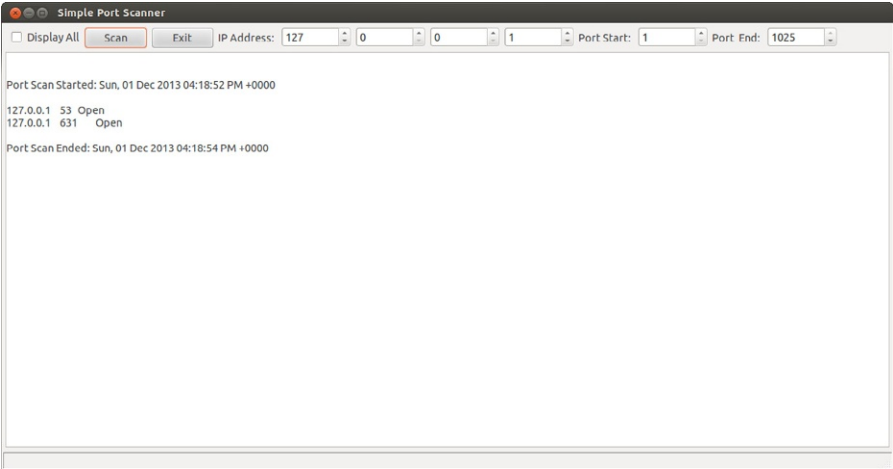 Simple Port Scanner
Display All Scan Exit IP Address: 127 0 0 1 Port Start: 1 Port End: 1025
Port Scan Started: Sun, 01 Dec 2013 04:18:52 PM +0000
127.0.0.1 53 Open
127.0.0.1 631 Open
Port Scan Ended: Sun, 01 Dec 2013 04:18:54 PM +0000